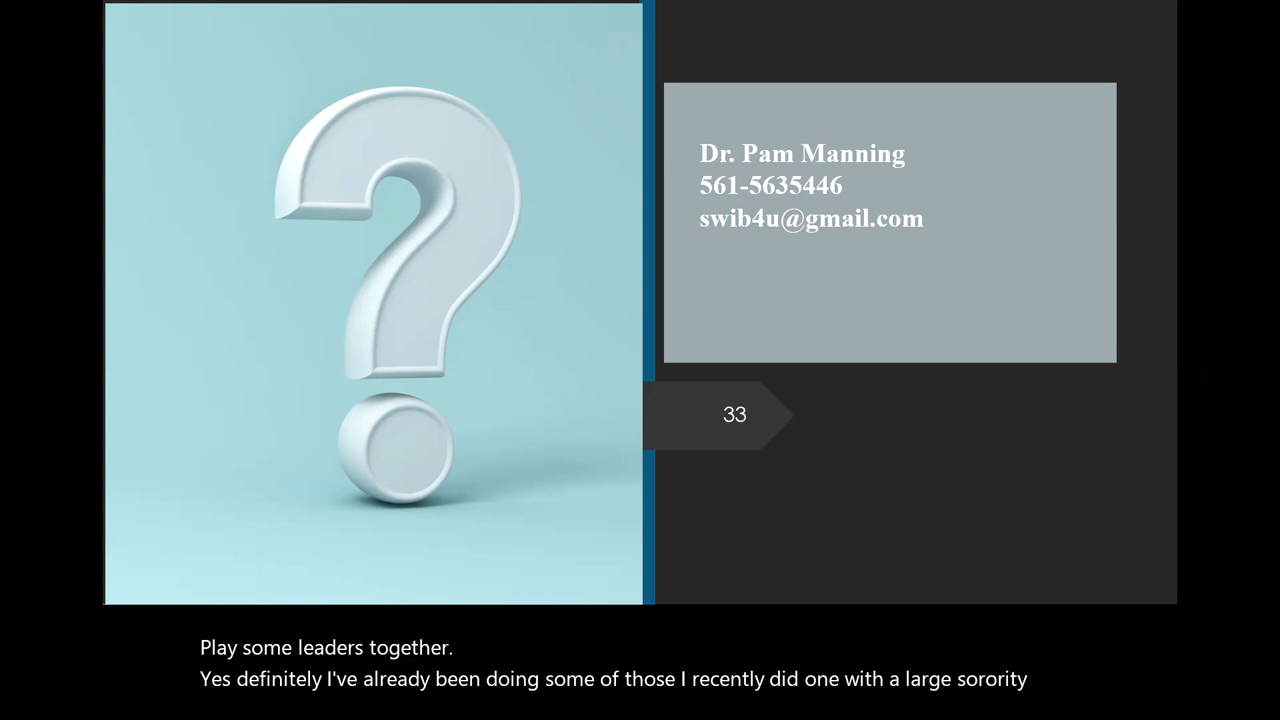 Dr. Pam Manning
561-5635446
swib4u@gmail.com
33
Play some leaders together.
Yes definitely I've already been doing some of those I recently did one with a large sorority